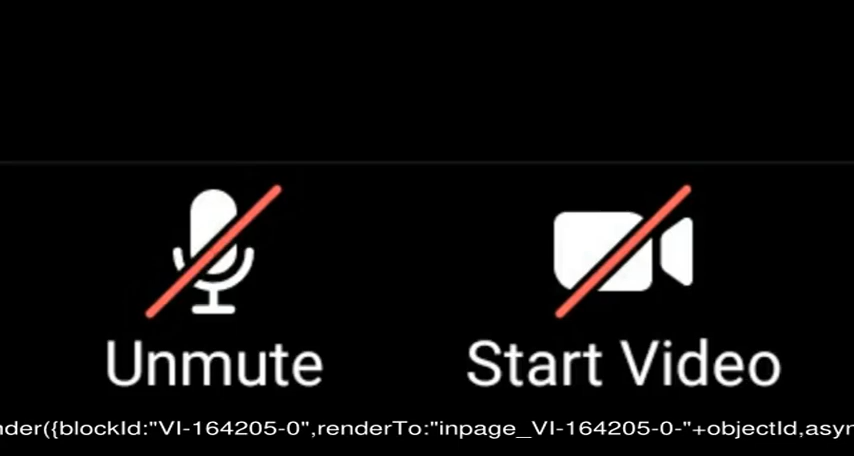 Unmute Start Video
nder({blockId:"VI-164205-0",renderTo:"inpage_VI-164205-0-"+objectId,asyn